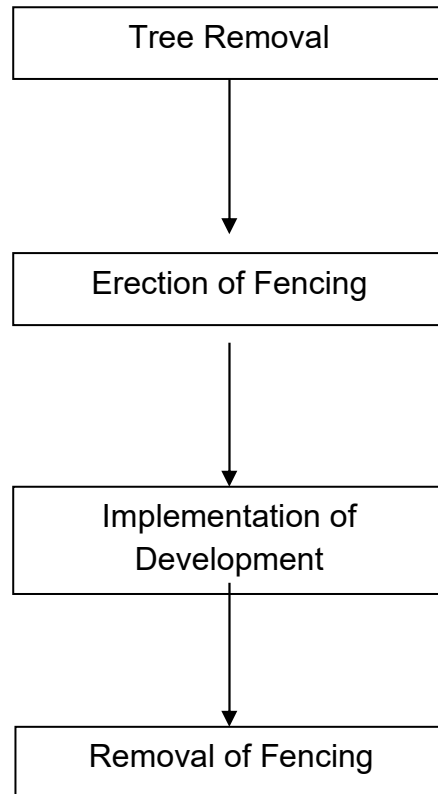 Tree Removal
Erection of Fencing
Implementation of
Development
Removal of Fencing